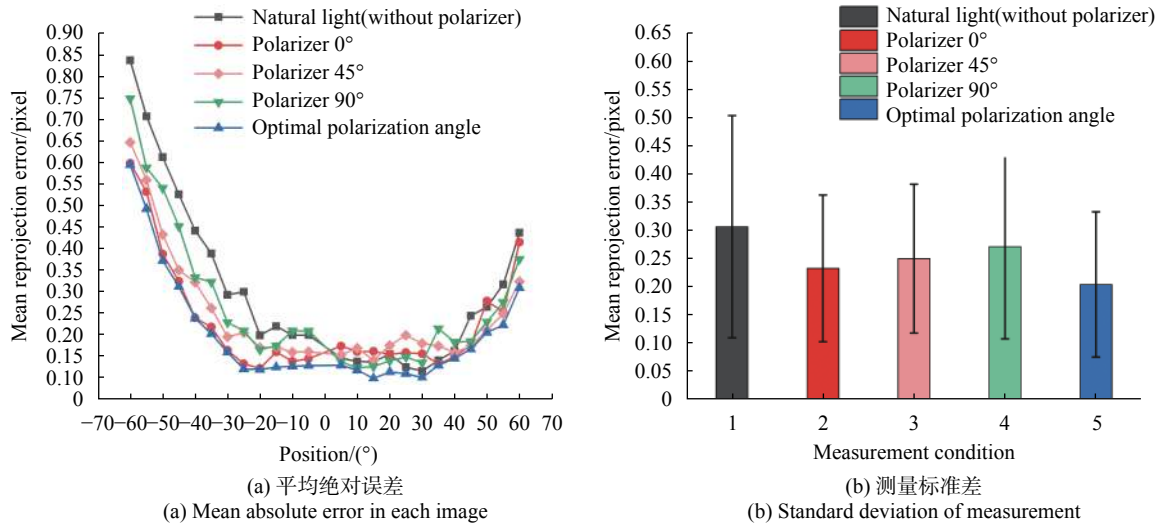 Natural light(without polarizer)
Polarizer 0°
Polarizer 45°
Polarizer 90°
Optimal polarization angle
0.90
0.85
0.80
0.75
0.70
0.65
0.60
0.55
0.50
0.45
0.40
0.35
0.30
0.25
0.20
0.15
0.10
Mean reprojection error/pixel
−70−60−50−40−30−20−10 0 10 20 30 40 50 60 70
Position/(°)
(a) 平均绝对误差
(a) Mean absolute error in each image
Natural light(without polarizer)
Polarizer 0°
Polarizer 45°
Polarizer 90°
Optimal polarization angle
0.65
0.60
0.55
0.50
0.45
0.40
0.35
0.30
0.25
0.20
0.15
0.10
0.05
0
Mean reprojection error/pixel
1 2 3 4 5
Measurement condition
(b) 测量标准差
(b) Standard deviation of measurement